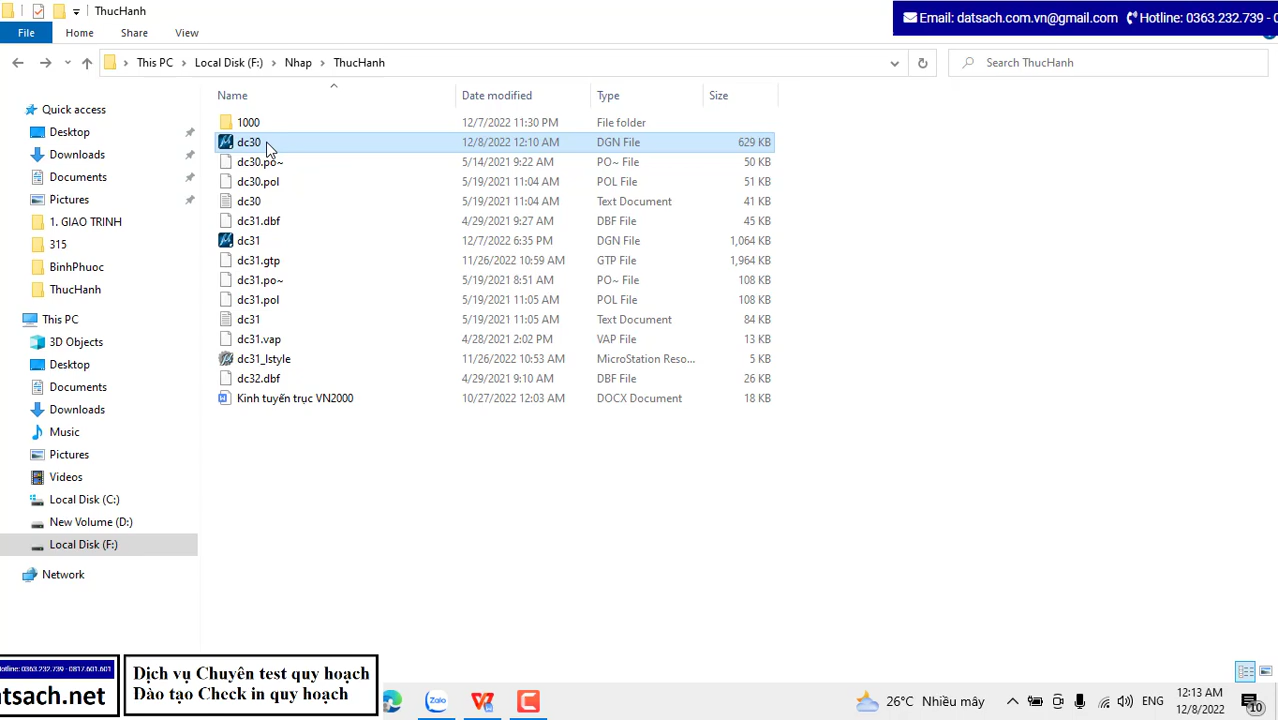 ThucHanh
Email: datsach.com.vn@gmail.com Hotline: 0363.232.739 -
File Home Share View
This PC Local Disk (F:) Nhap ThucHanh
Search ThucHanh
Name Date modified Type Size
1000 12/7/2022 11:30 PM File folder
dc30 12/8/2022 12:10 AM DGN File 629 KB
dc30.po~ 5/14/2021 9:22 AM PO~ File 50 KB
dc30.pol 5/19/2021 11:04 AM POL File 51 KB
dc30 5/19/2021 11:04 AM Text Document 41 KB
dc31.dbf 4/29/2021 9:27 AM DBF File 45 KB
dc31 12/7/2022 6:35 PM DGN File 1,064 KB
dc31.gtp 11/26/2022 10:59 AM GTP File 1,964 KB
dc31.po~ 5/19/2021 8:51 AM PO~ File 108 KB
dc31.pol 5/19/2021 11:05 AM POL File 108 KB
dc31 5/19/2021 11:05 AM Text Document 84 KB
dc31.vap 4/28/2021 2:02 PM VAP File 13 KB
dc31_lstyle 11/26/2022 10:53 AM MicroStation Reso... 5 KB
dc32.dbf 4/29/2021 9:10 AM DBF File 26 KB
Kinh tuyến trục VN2000 10/27/2022 12:03 AM DOCX Document 18 KB
Quick access
Desktop
Downloads
Documents
Pictures
1. GIAO TRINH
315
BinhPhuoc
ThucHanh
This PC
3D Objects
Desktop
Documents
Downloads
Music
Pictures
Videos
Local Disk (C:)
New Volume (D:)
Local Disk (F:)
Network
Hotline: 0363.232.739 - 0817.601.601
atsach.net
Dịch vụ Chuyên test quy hoạch
Dào tạo Check in quy hoạch
Zalo
26°C Nhiều mây
ENG
12:13 AM
12/8/2022
10